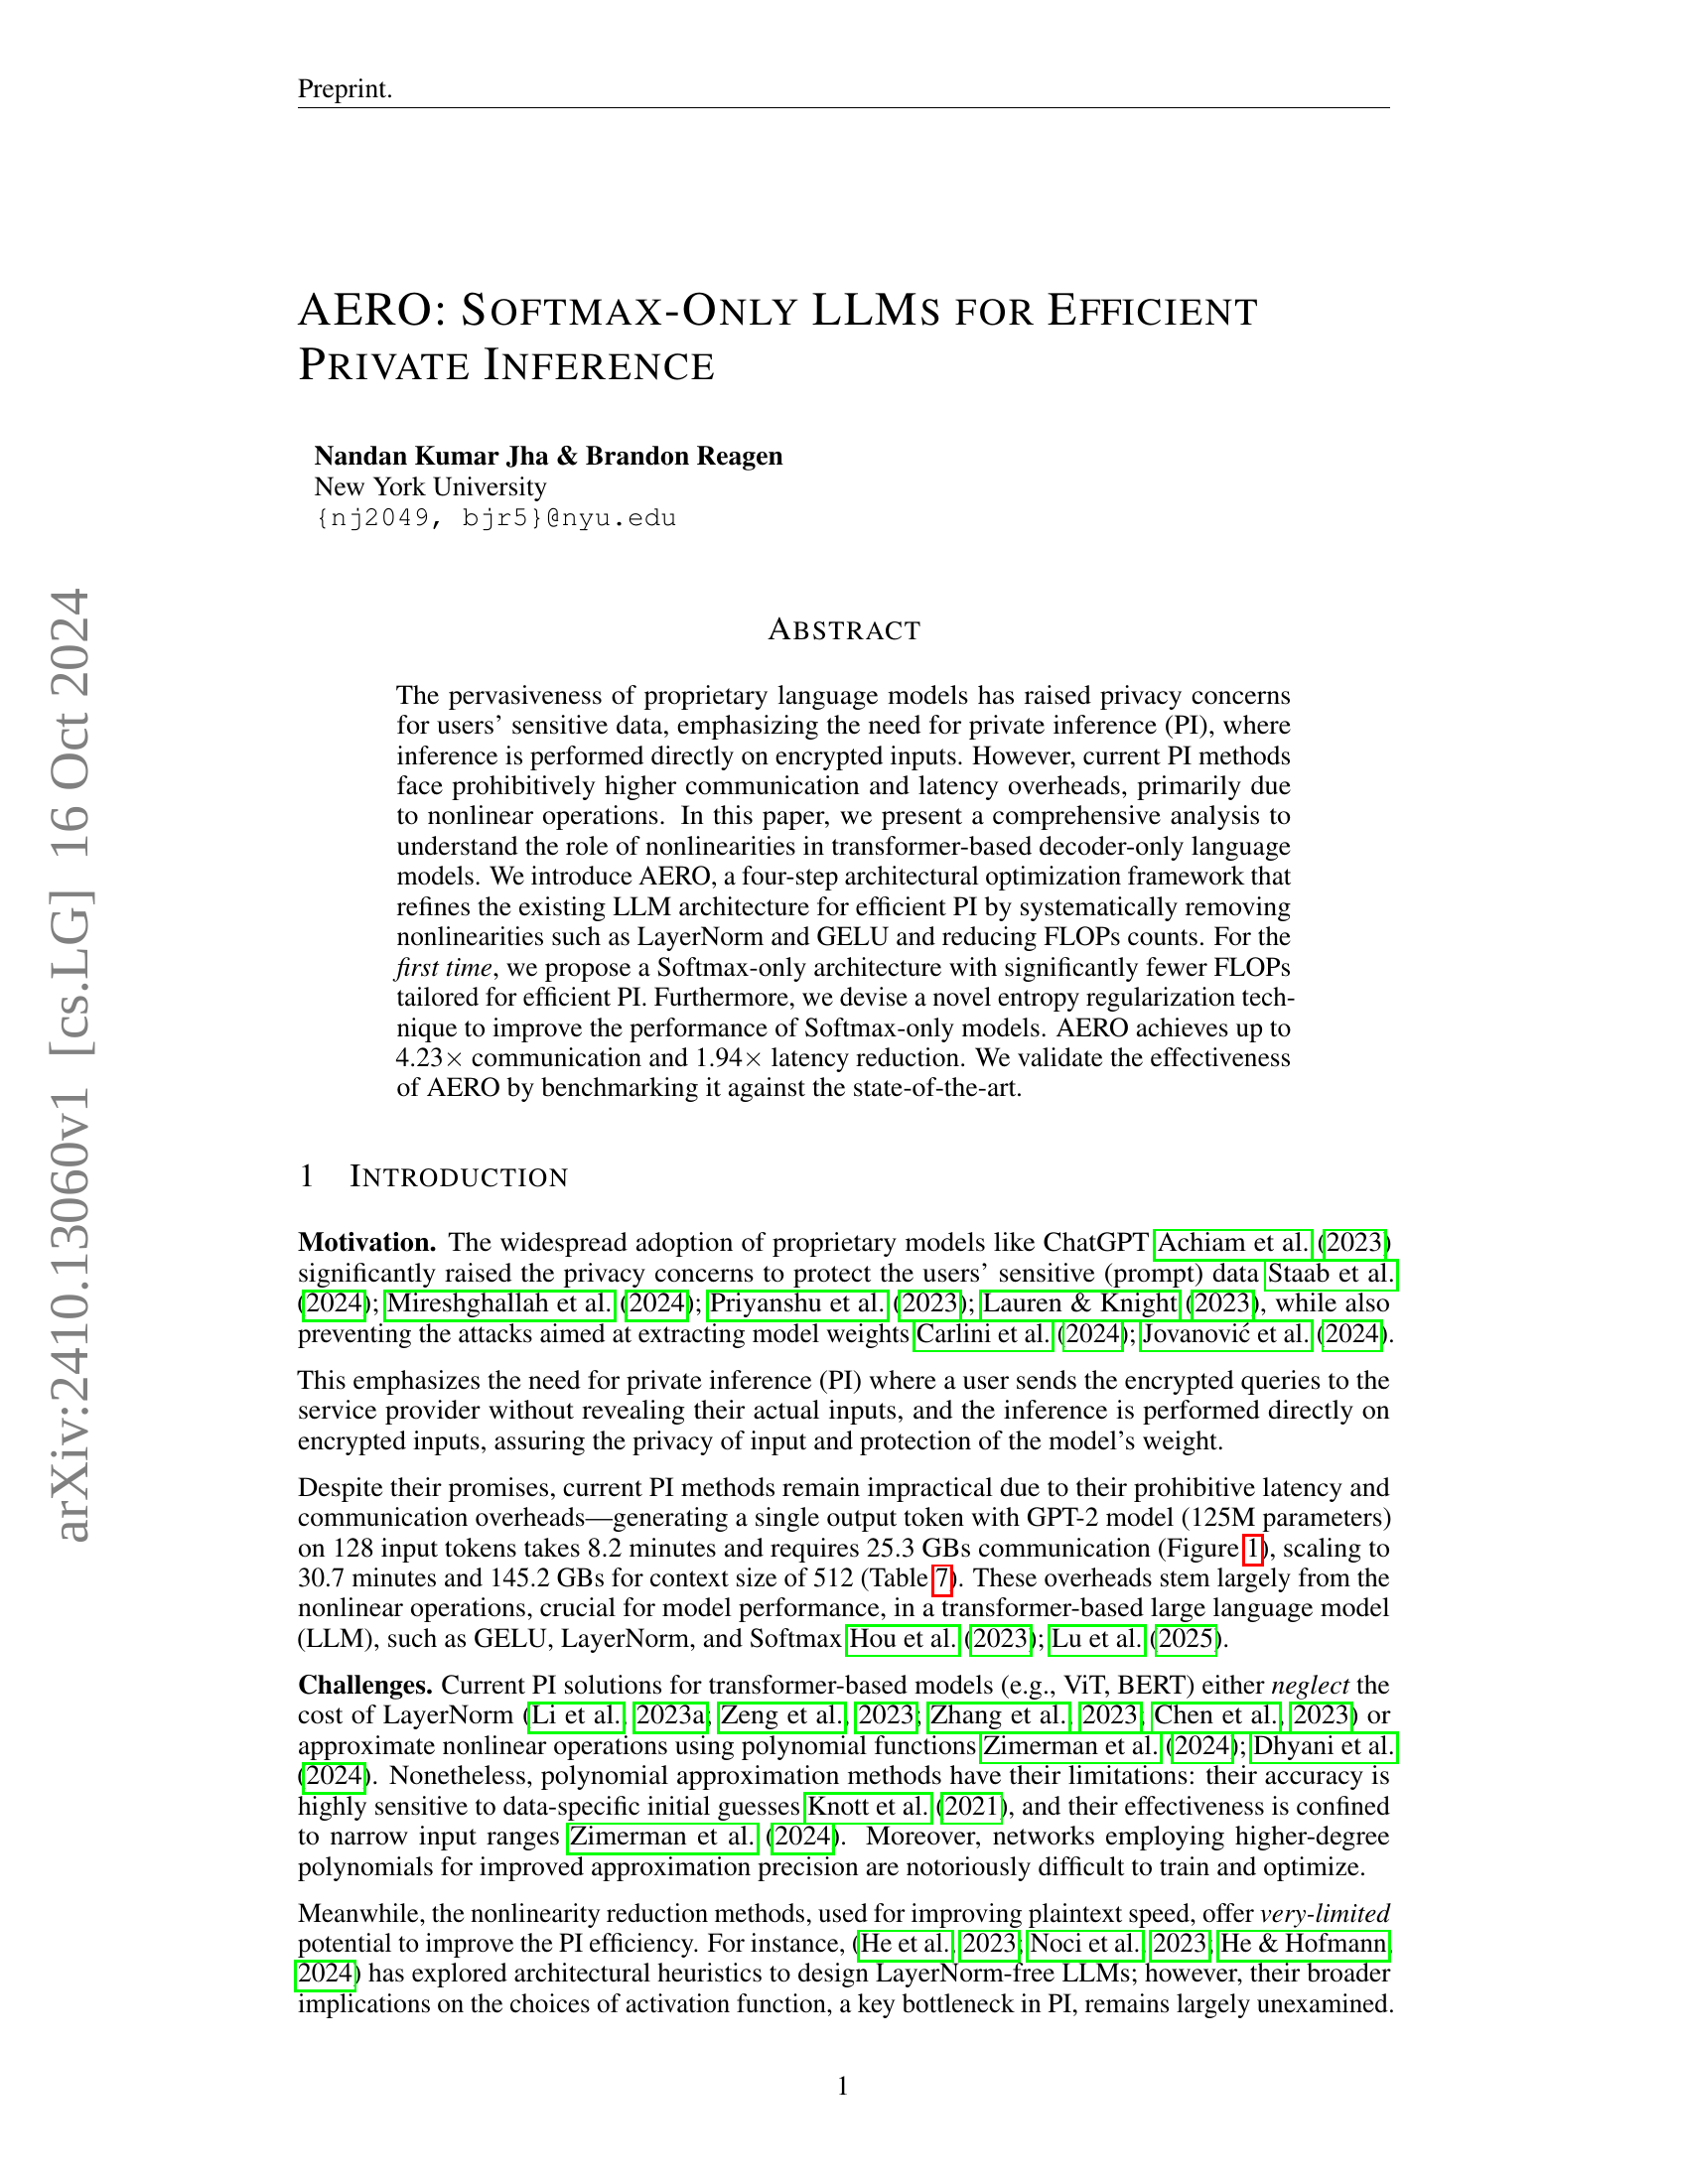 Preprint.
AERO: SOFTMAX-ONLY LLMS FOR EFFICIENT
PRIVATE INFERENCE
Nandan Kumar Jha & Brandon Reagen
New York University
{nj2049, bjr5}@nyu.edu
ABSTRACT
The pervasiveness of proprietary language models has raised privacy concerns
for users' sensitive data, emphasizing the need for private inference (PI), where
inference is performed directly on encrypted inputs. However, current PI methods
face prohibitively higher communication and latency overheads, primarily due
to nonlinear operations. In this paper, we present a comprehensive analysis to
understand the role of nonlinearities in transformer-based decoder-only language
models. We introduce AERO, a four-step architectural optimization framework that
refines the existing LLM architecture for efficient PI by systematically removing
nonlinearities such as LayerNorm and GELU and reducing FLOPs counts. For the
first time, we propose a Softmax-only architecture with significantly fewer FLOPs
tailored for efficient PI. Furthermore, we devise a novel entropy regularization tech-
nique to improve the performance of Softmax-only models. AERO achieves up to
4.23× communication and 1.94× latency reduction. We validate the effectiveness
of AERO by benchmarking it against the state-of-the-art.
1 INTRODUCTION
Motivation. The widespread adoption of proprietary models like ChatGPT Achiam et al. (2023)
significantly raised the privacy concerns to protect the users' sensitive (prompt) data Staab et al.
(2024); Mireshghallah et al. (2024); Priyanshu et al. (2023); Lauren & Knight (2023), while also
preventing the attacks aimed at extracting model weights Carlini et al. (2024); Jovanović et al. (2024).
This emphasizes the need for private inference (PI) where a user sends the encrypted queries to the
service provider without revealing their actual inputs, and the inference is performed directly on
encrypted inputs, assuring the privacy of input and protection of the model's weight.
Despite their promises, current PI methods remain impractical due to their prohibitive latency and
communication overheads—generating a single output token with GPT-2 model (125M parameters)
on 128 input tokens takes 8.2 minutes and requires 25.3 GBs communication (Figure 1), scaling to
30.7 minutes and 145.2 GBs for context size of 512 (Table 7). These overheads stem largely from the
nonlinear operations, crucial for model performance, in a transformer-based large language model
(LLM), such as GELU, LayerNorm, and Softmax Hou et al. (2023); Lu et al. (2025).
Challenges. Current PI solutions for transformer-based models (e.g., ViT, BERT) either neglect the
cost of LayerNorm (Li et al., 2023a; Zeng et al., 2023; Zhang et al., 2023; Chen et al., 2023) or
approximate nonlinear operations using polynomial functions Zimerman et al. (2024); Dhyani et al.
(2024). Nonetheless, polynomial approximation methods have their limitations: their accuracy is
highly sensitive to data-specific initial guesses Knott et al. (2021), and their effectiveness is confined
to narrow input ranges Zimerman et al. (2024). Moreover, networks employing higher-degree
polynomials for improved approximation precision are notoriously difficult to train and optimize.
Meanwhile, the nonlinearity reduction methods, used for improving plaintext speed, offer very-limited
potential to improve the PI efficiency. For instance, (He et al., 2023; Noci et al., 2023; He & Hofmann,
2024) has explored architectural heuristics to design LayerNorm-free LLMs; however, their broader
implications on the choices of activation function, a key bottleneck in PI, remains largely unexamined.
1
arXiv:2410.13060v1 [cs.LG] 16 Oct 2024